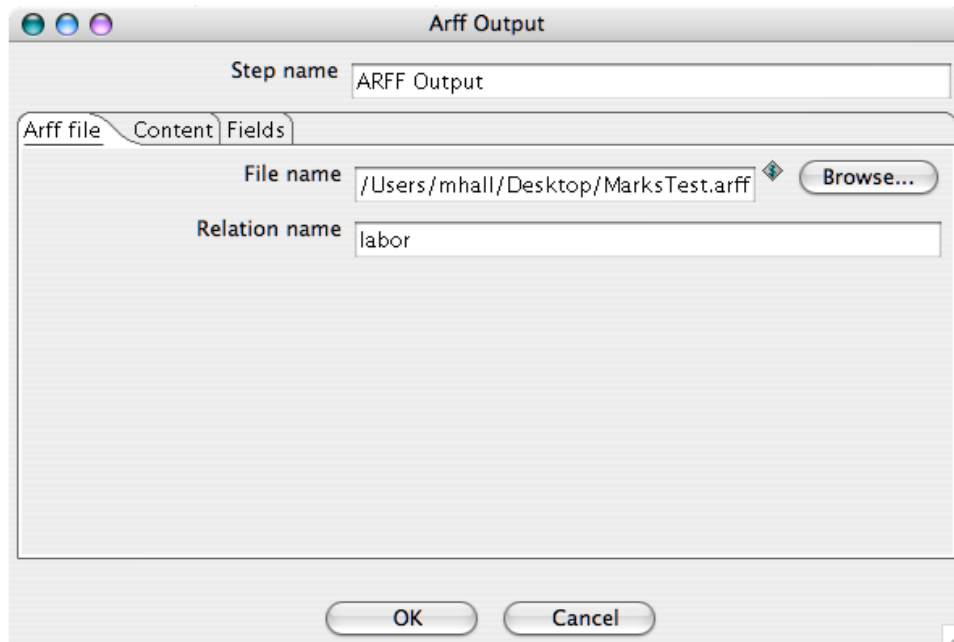 Arff Output
Step name ARFF Output
Arff file Content Fields
File name /Users/mhall/Desktop/MarksTest.arff Browse...
Relation name labor
OK Cancel